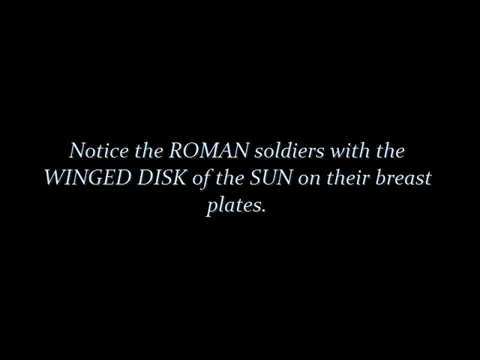 Notice the ROMAN soldiers with the
WINGED DISK of the SUN on their breast
plates.